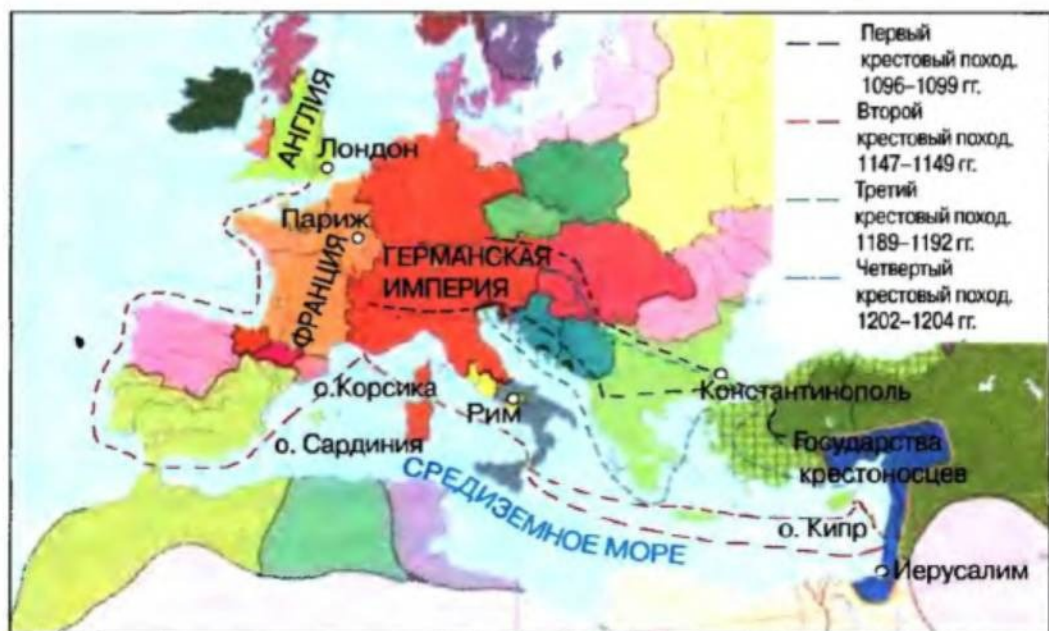 Первый
крестовый поход.
1096–1099 гг.
Второй
крестовый поход.
1147–1149 гг.
Третий
крестовый поход.
1189–1192 гг.
Четвертый
крестовый поход.
1202–1204 гг.
АНГЛИЯ
Лондон
Париж
ФРАНЦИЯ
ГЕРМАНСКАЯ
ИМПЕРИЯ
о.Корсика
Рим
Константинополь
о. Сардиния
Государства
крестоносцев
СРЕДИЗЕМНОЕ МОРЕ
о. Кипр
Иерусалим